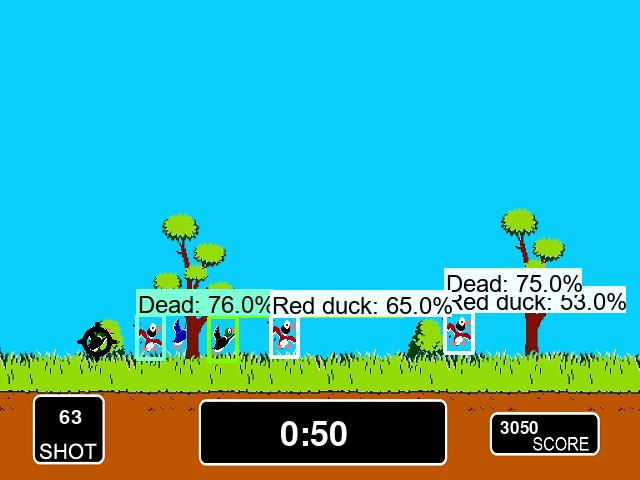 Dead: 75.0%
Dead: 76.0%
Red duck: 65.0%
Red duck: 53.0%
63
SHOT
0:50
3050
SCORE